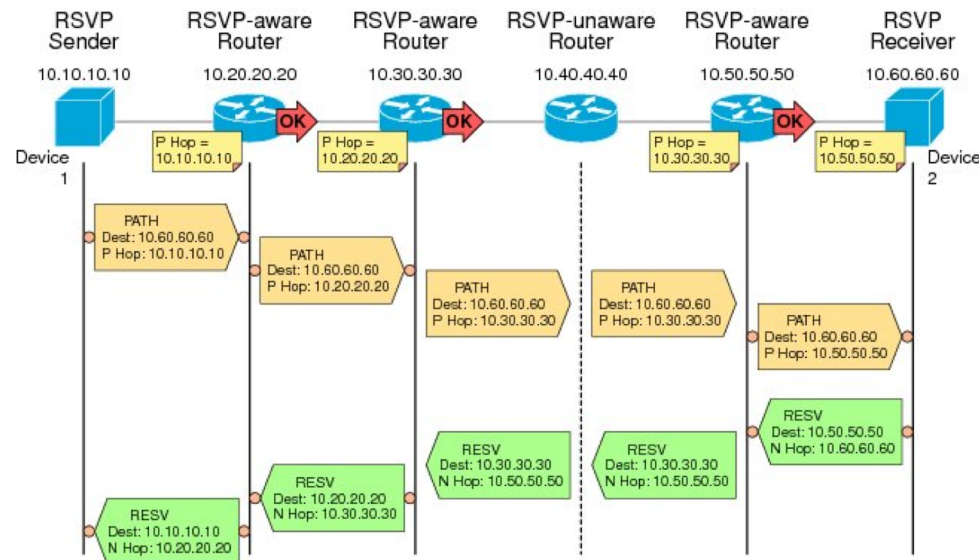 RSVP
Sender
RSVP-aware
Router
RSVP-aware
Router
RSVP-unaware
Router
RSVP-aware
Router
RSVP
Receiver
10.10.10.10
10.20.20.20
10.30.30.30
10.40.40.40
10.50.50.50
10.60.60.60
OK
OK
OK
P Hop =
10.10.10.10
P Hop =
10.20.20.20
P Hop =
10.30.30.30
P Hop =
10.50.50.50
Device
1
Device
2
PATH
Dest: 10.60.60.60
P Hop: 10.10.10.10
PATH
Dest: 10.60.60.60
P Hop: 10.20.20.20
PATH
Dest: 10.60.60.60
P Hop: 10.30.30.30
PATH
Dest: 10.60.60.60
P Hop: 10.30.30.30
PATH
Dest: 10.60.60.60
P Hop: 10.50.50.50
RESV
Dest: 10.50.50.50
N Hop: 10.60.60.60
RESV
Dest: 10.30.30.30
N Hop: 10.50.50.50
RESV
Dest: 10.30.30.30
N Hop: 10.50.50.50
RESV
Dest: 10.20.20.20
N Hop: 10.30.30.30
RESV
Dest: 10.10.10.10
N Hop: 10.20.20.20